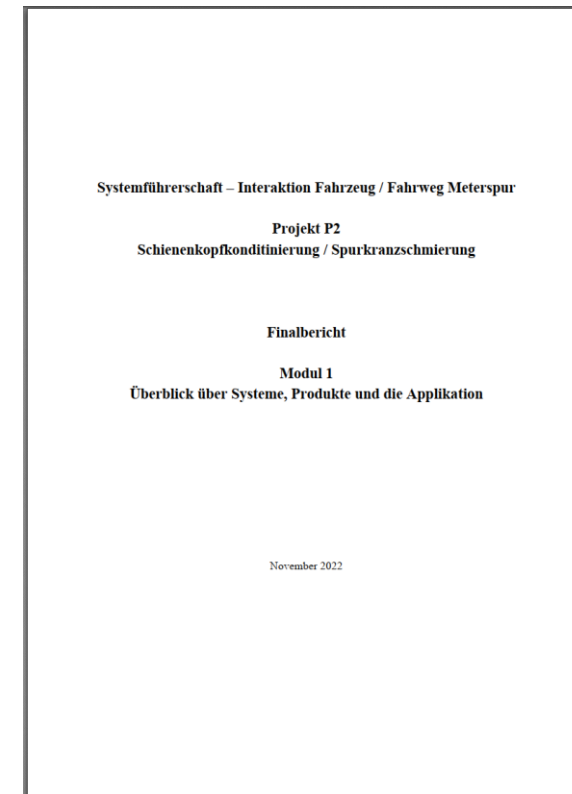 Systemführerschaft – Interaktion Fahrzeug / Fahrweg Meterspur
Projekt P2
Schienenkopfkonditinierung / Spurkranzschmierung
Finalbericht
Modul 1
Überblick über Systeme, Produkte und die Applikation
November 2022